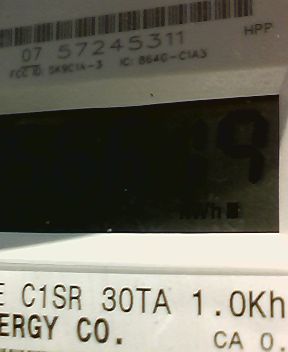 07 57245311 HPP
FCC ID: SK9C1A-3 IC: 864G-C1A3
kWh
E C1SR 30TA 1.0Kh
ERGY CO. CA 0.